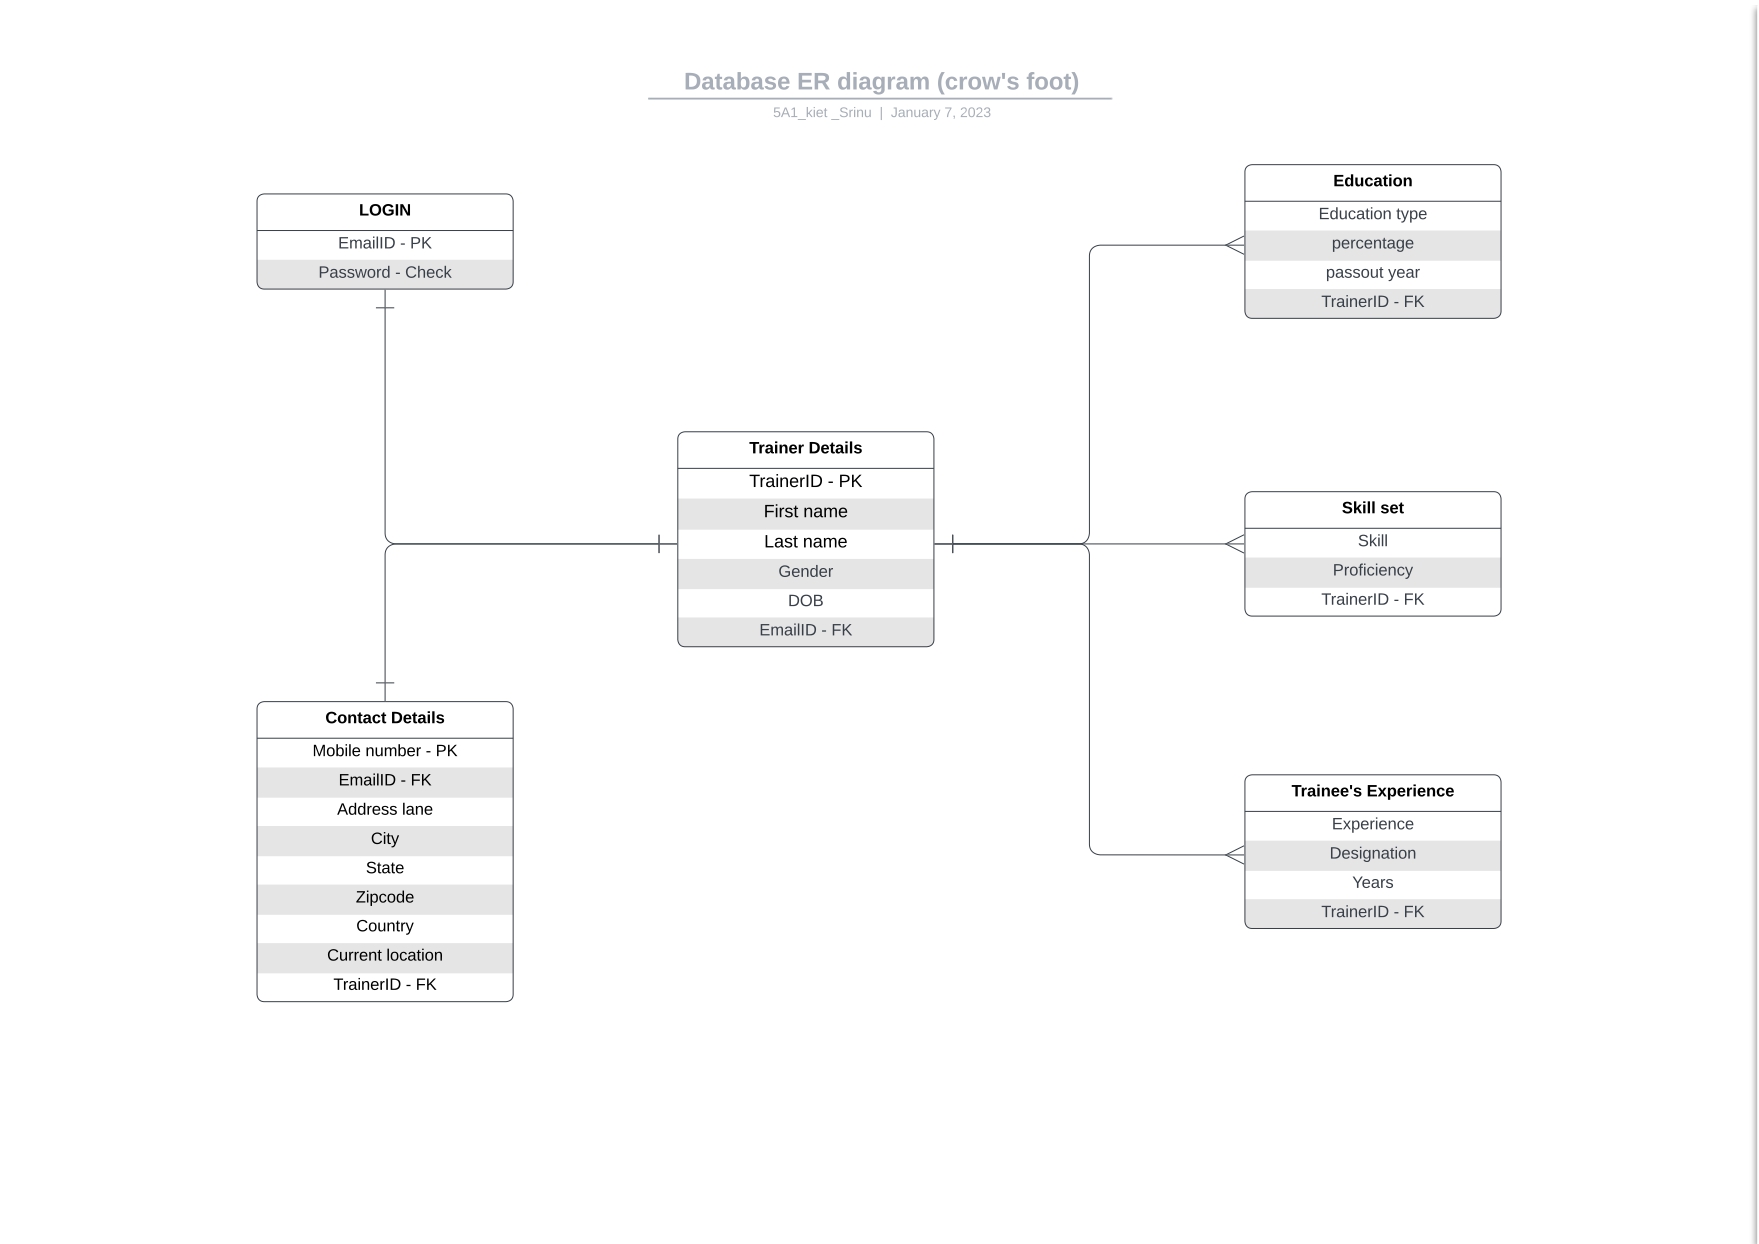 Database ER diagram (crow's foot)
5A1_kiet _Srinu | January 7, 2023
LOGIN
EmailID - PK
Password - Check
Education
Education type
percentage
passout year
TrainerID - FK
Trainer Details
TrainerID - PK
First name
Last name
Gender
DOB
EmailID - FK
Skill set
Skill
Proficiency
TrainerID - FK
Contact Details
Mobile number - PK
EmailID - FK
Address lane
City
State
Zipcode
Country
Current location
TrainerID - FK
Trainee's Experience
Experience
Designation
Years
TrainerID - FK